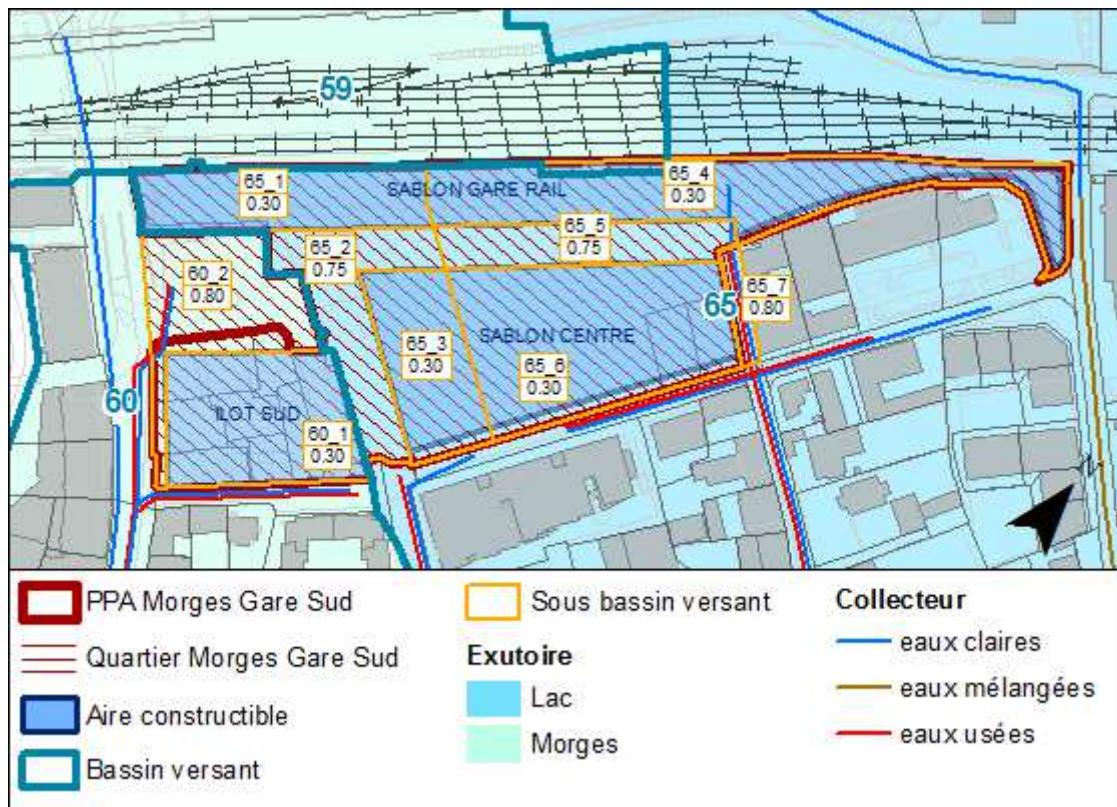 59
65_1
0.30
SABLON GARE RAIL
65_4
0.30
65_2
0.75
65_5
0.75
60_2
0.80
65_7
0.80
65
65_3
0.30
SABLON CENTRE
65_6
0.30
60
ILOT SUD
60_1
0.30
PPA Morges Gare Sud
Quartier Morges Gare Sud
Aire constructible
Bassin versant
Sous bassin versant
Exutoire
Lac
Morges
Collecteur
eaux claires
eaux mélangées
eaux usées